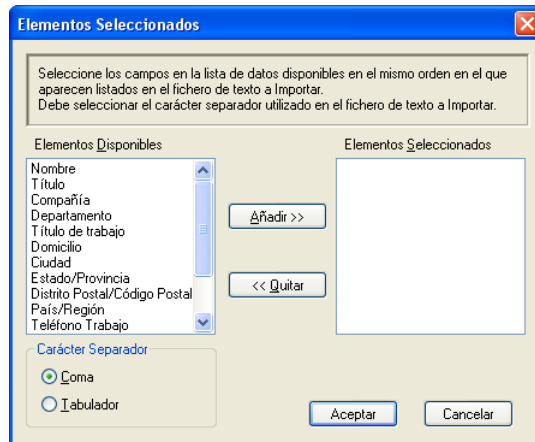 Elementos Seleccionados
Seleccione los campos en la lista de datos disponibles en el mismo orden en el que
aparecen listados en el fichero de texto a Importar.
Debe seleccionar el carácter separador utilizado en el fichero de texto a Importar.
Elementos Disponibles
Elementos Seleccionados
Nombre
Título
Compañía
Departamento
Título de trabajo
Domicilio
Ciudad
Estado/Provincia
Distrito Postal/Código Postal
País/Región
Teléfono Trabajo
Añadir >>
<< Quitar
Carácter Separador
Coma
Tabulador
Aceptar
Cancelar